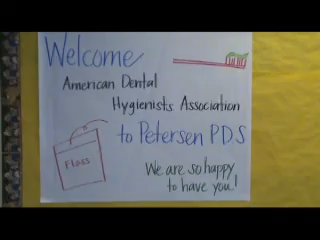 Welcome
American Dental
Hygienists Association
to Petersen PDS
Floss
We are so happy
to have you!